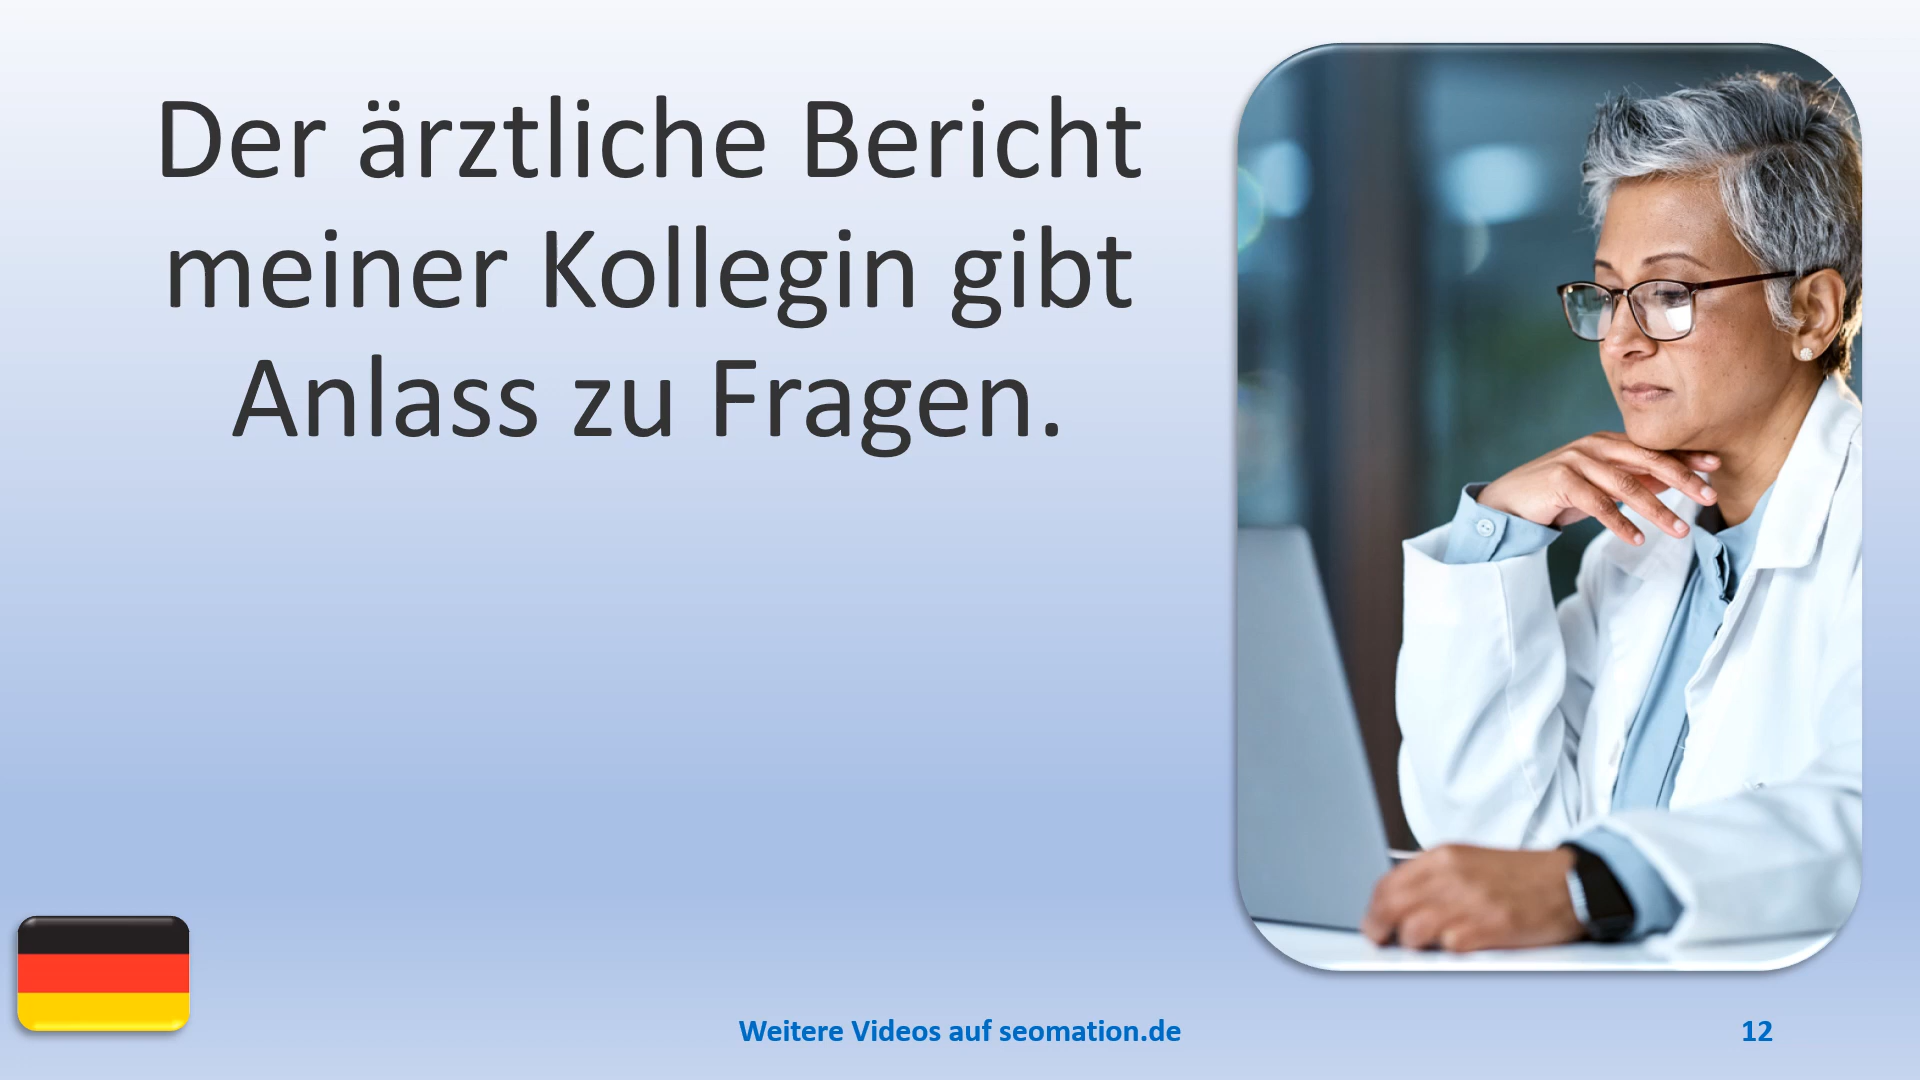 Der ärztliche Bericht
meiner Kollegin gibt
Anlass zu Fragen.
Weitere Videos auf seomation.de
12